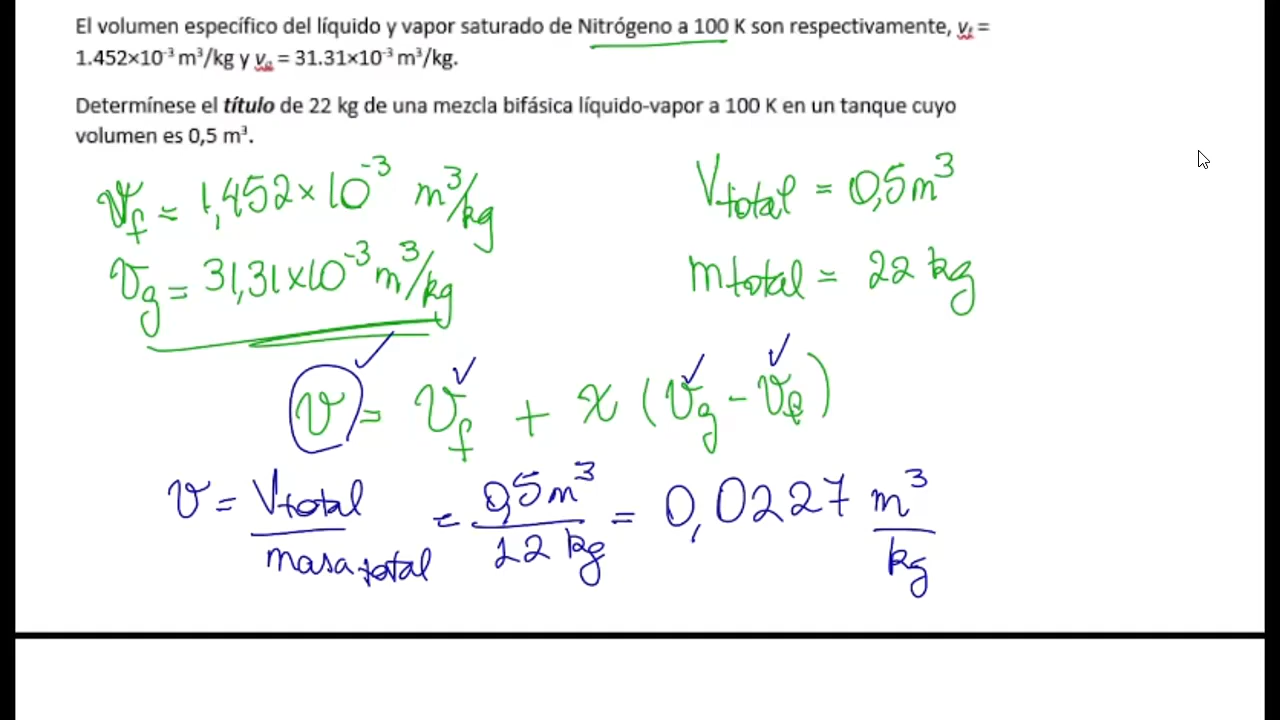 El volumen específico del líquido y vapor saturado de Nitrógeno a 100 K son respectivamente, vf =
1.452×10⁻³ m³/kg y vg = 31.31×10⁻³ m³/kg.
Determínese el título de 22 kg de una mezcla bifásica líquido-vapor a 100 K en un tanque cuyo
volumen es 0,5 m³.
vf = 1,452 × 10⁻³ m³/kg
Vtotal = 0,5 m³
vg = 31,31 × 10⁻³ m³/kg
mtotal = 22 kg
v = vf + x (vg - vf)
v = Vtotal / masa total = 0,5 m³ / 22 kg = 0,0227 m³/kg